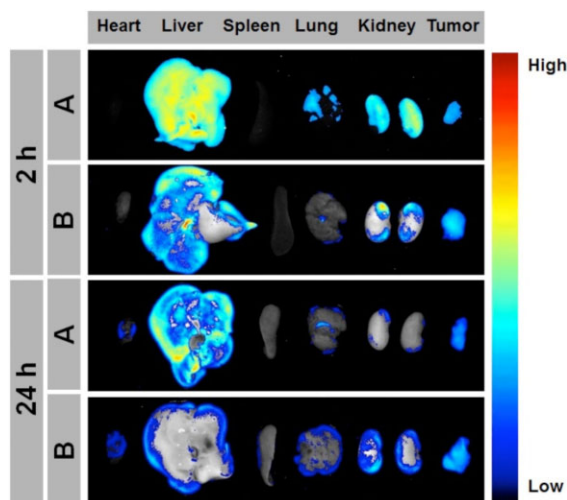 Heart Liver Spleen Lung Kidney Tumor
High
2 h
A
B
24 h
A
B
Low